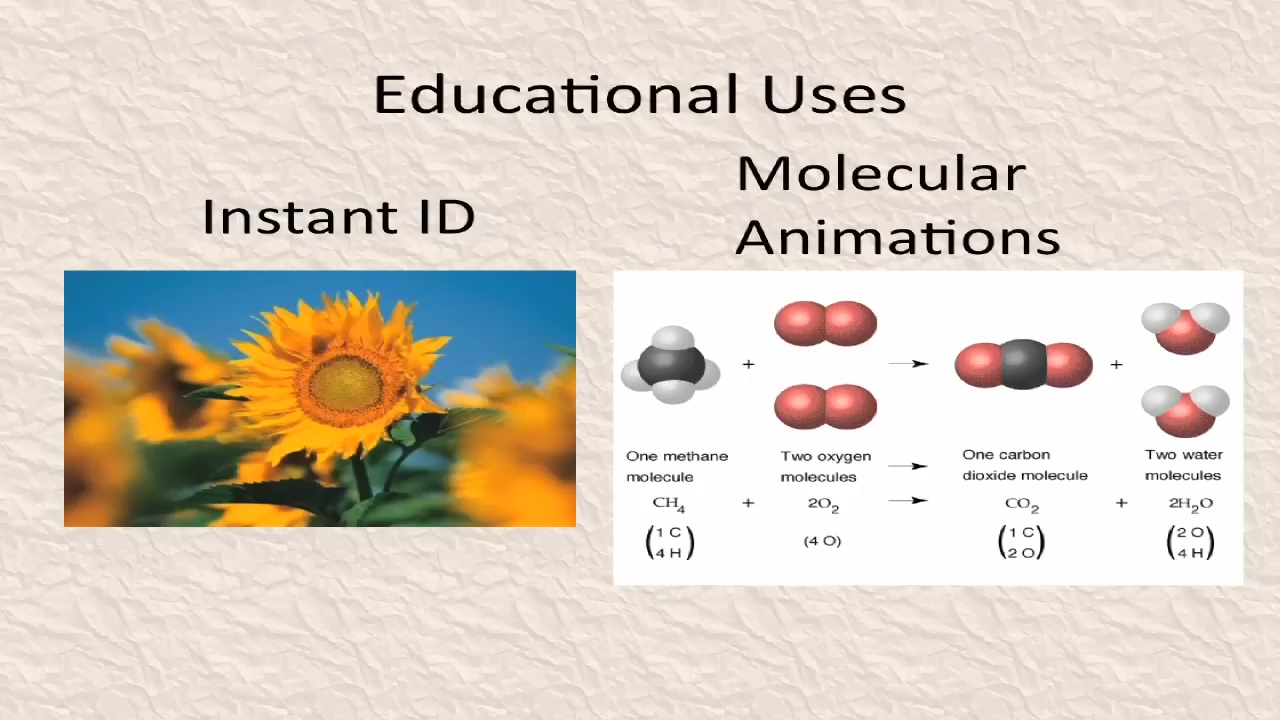 Educational Uses
Instant ID
Molecular
Animations
+ → +
One methane molecule
Two oxygen molecules
→
One carbon dioxide molecule
Two water molecules
CH₄ + 2O₂ → CO₂ + 2H₂O
(1 C 4 H) (4 O) (1 C 2 O) (2 O 4 H)